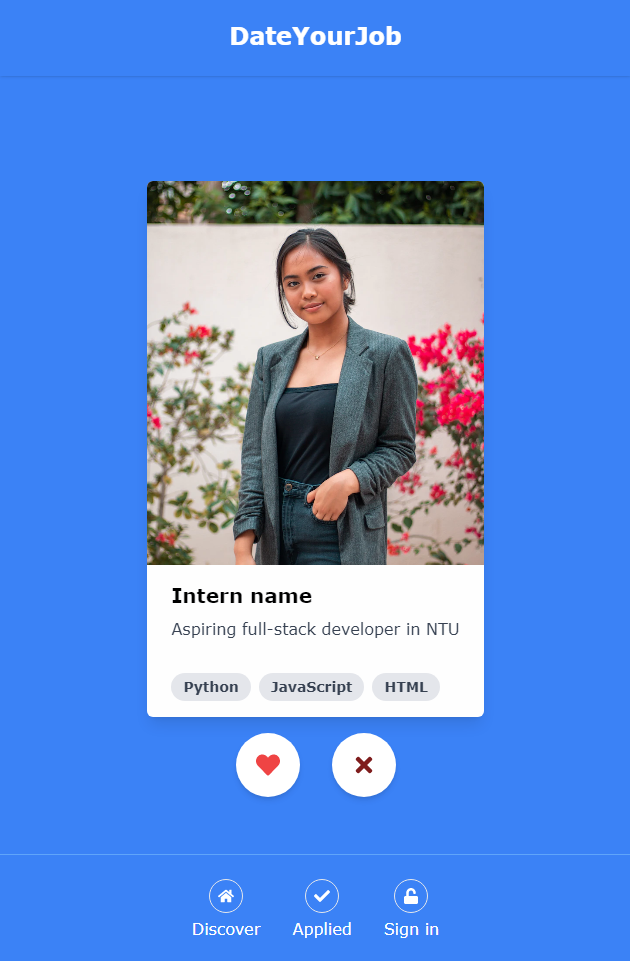 DateYourJob
Intern name
Aspiring full-stack developer in NTU
Python JavaScript HTML
Discover Applied Sign in